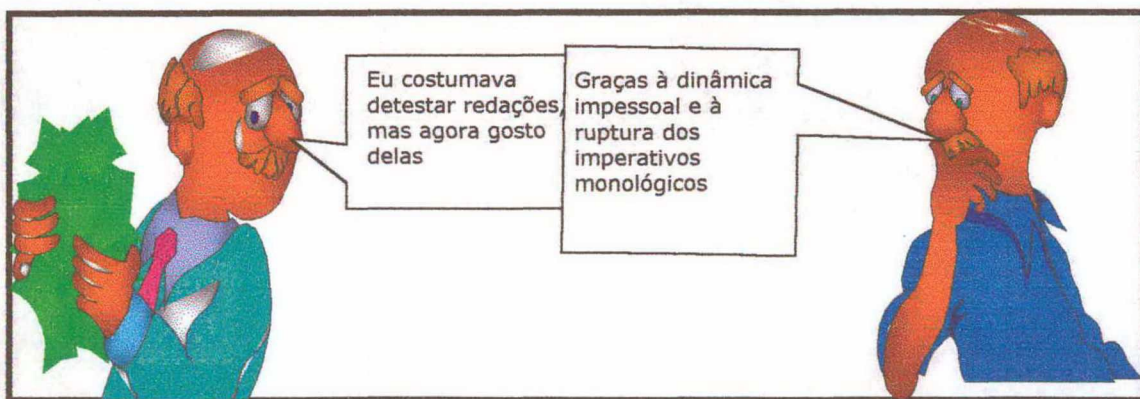 Eu costumava
detestar redações,
mas agora gosto
delas
Graças à dinâmica
impessoal e à
ruptura dos
imperativos
monológicos